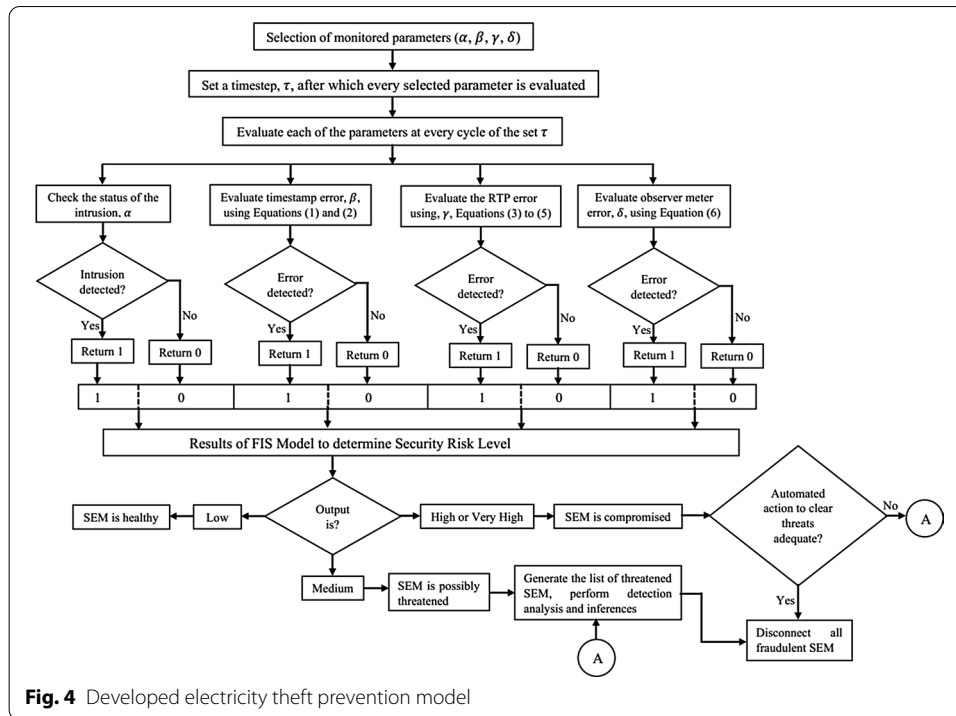 Selection of monitored parameters (α, β, γ, δ)
Set a timestep, τ, after which every selected parameter is evaluated
Evaluate each of the parameters at every cycle of the set τ
Check the status of the
intrusion, α
Evaluate timestamp error, β,
using Equations (1) and (2)
Evaluate the RTP error
using, γ, Equations (3) to (5)
Evaluate observer meter
error, δ, using Equation (6)
Intrusion
detected?
Error
detected?
Error
detected?
Error
detected?
Yes
No
Yes
No
Yes
No
Yes
No
Return 1
Return 0
Return 1
Return 0
Return 1
Return 0
Return 1
Return 0
1 0 1 0 1 0 1 0
Results of FIS Model to determine Security Risk Level
SEM is healthy
Low
Output
is?
High or Very High
SEM is compromised
Automated
action to clear
threats
adequate?
No
A
Medium
SEM is possibly
threatened
Generate the list of threatened
SEM, perform detection
analysis and inferences
Yes
Disconnect all
fraudulent SEM
A
Fig. 4 Developed electricity theft prevention model